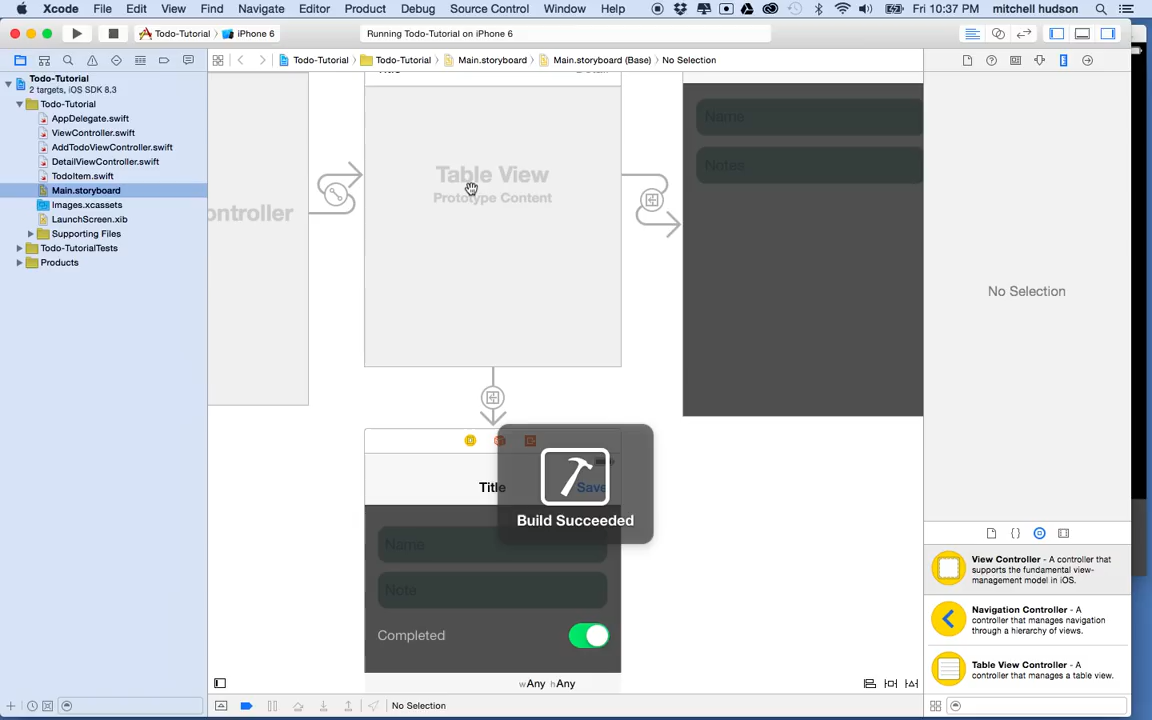 Xcode File Edit View Find Navigate Editor Product Debug Source Control Window Help Fri 10:37 PM mitchell hudson
Todo-Tutorial iPhone 6 Running Todo-Tutorial on iPhone 6
Todo-Tutorial Todo-Tutorial Main.storyboard Main.storyboard (Base) No Selection
Todo-Tutorial
2 targets, iOS SDK 8.3
Todo-Tutorial
AppDelegate.swift
ViewController.swift
AddTodoViewController.swift
DetailViewController.swift
TodoItem.swift
Main.storyboard
Images.xcassets
LaunchScreen.xib
Supporting Files
Todo-TutorialTests
Products
ontroller
Table View
Prototype Content
Name
Notes
Title
Save
Name
Note
Completed
Build Succeeded
wAny hAny
No Selection
No Selection
View Controller - A controller that
supports the fundamental view-
management model in iOS.
Navigation Controller - A
controller that manages navigation
through a hierarchy of views.
Table View Controller - A
controller that manages a table view.